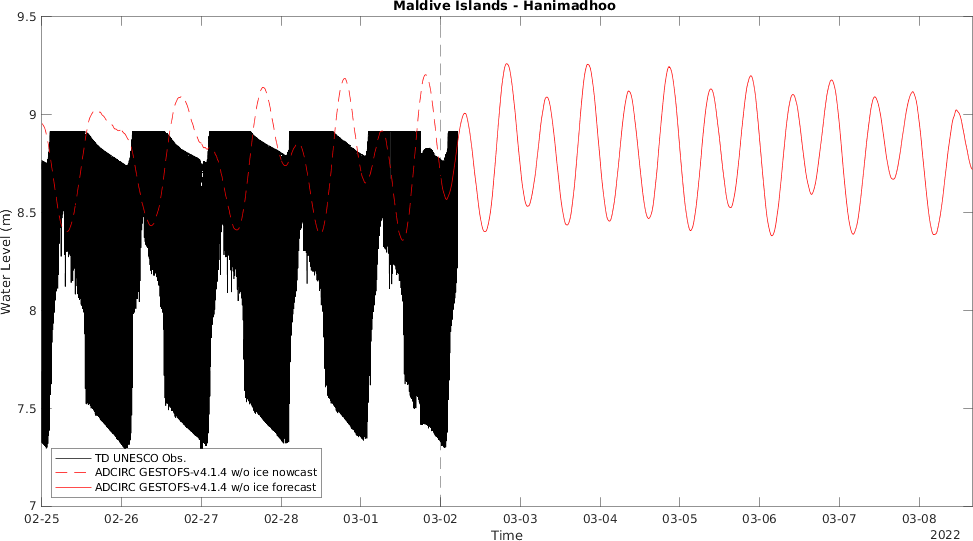 Maldive Islands - Hanimadhoo
9.5
9
8.5
8
7.5
7
Water Level (m)
TD UNESCO Obs.
ADCIRC GESTOFS-v4.1.4 w/o ice nowcast
ADCIRC GESTOFS-v4.1.4 w/o ice forecast
02-25 02-26 02-27 02-28 03-01 03-02 03-03 03-04 03-05 03-06 03-07 03-08
Time
2022